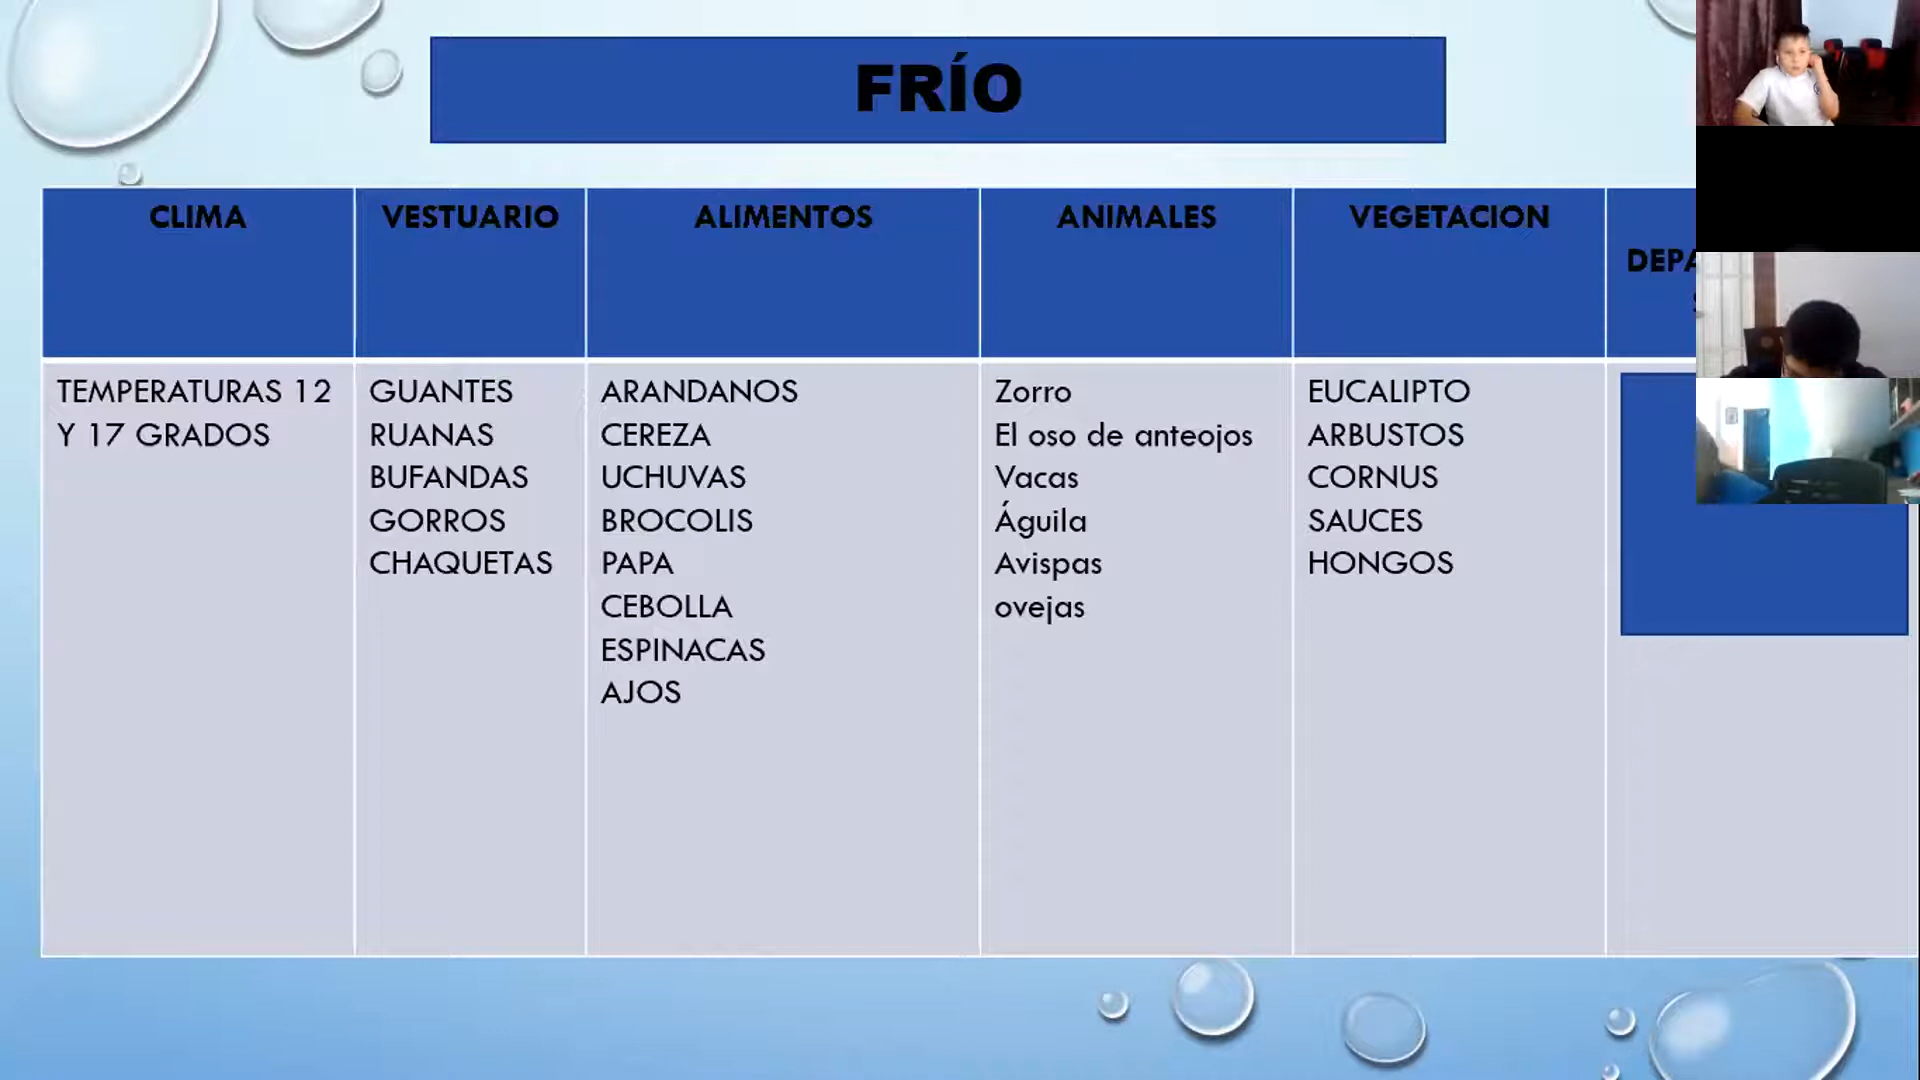 FRÍO
CLIMA
VESTUARIO
ALIMENTOS
ANIMALES
VEGETACION
TEMPERATURAS 12
Y 17 GRADOS
GUANTES
RUANAS
BUFANDAS
GORROS
CHAQUETAS
ARANDANOS
CEREZA
UCHUVAS
BROCOLIS
PAPA
CEBOLLA
ESPINACAS
AJOS
Zorro
El oso de anteojos
Vacas
Águila
Avispas
ovejas
EUCALIPTO
ARBUSTOS
CORNUS
SAUCES
HONGOS